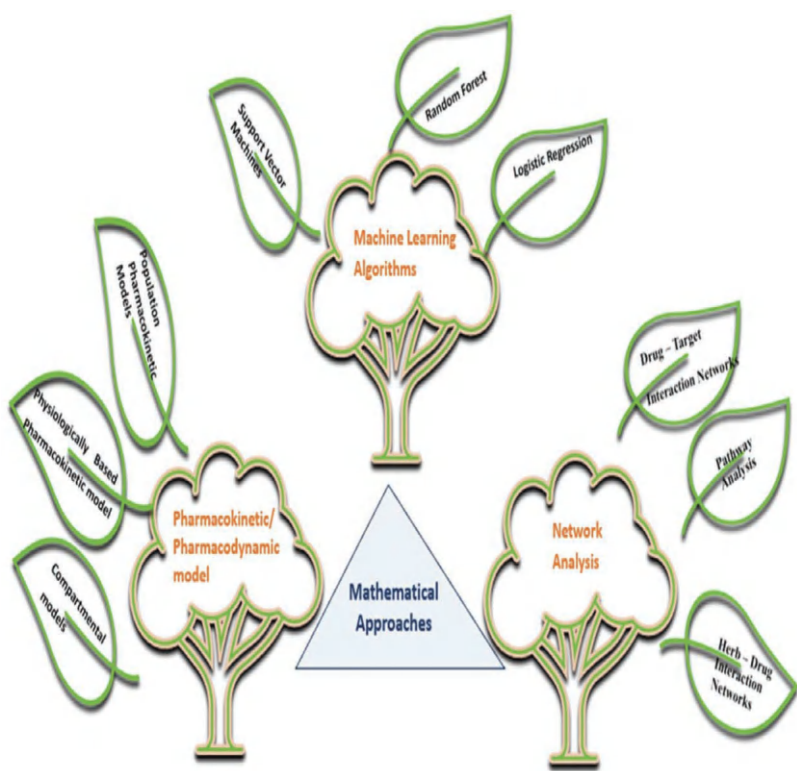 Support Vector
Machines
Random Forest
Logistic Regression
Machine Learning
Algorithms
Population
Pharmacokinetic
Models
Physiologically Based
Pharmacokinetic model
Compartmental
models
Pharmacokinetic/
Pharmacodynamic
model
Mathematical
Approaches
Network
Analysis
Drug – Target
Interaction Networks
Pathway
Analysis
Herb – Drug
Interaction
Networks